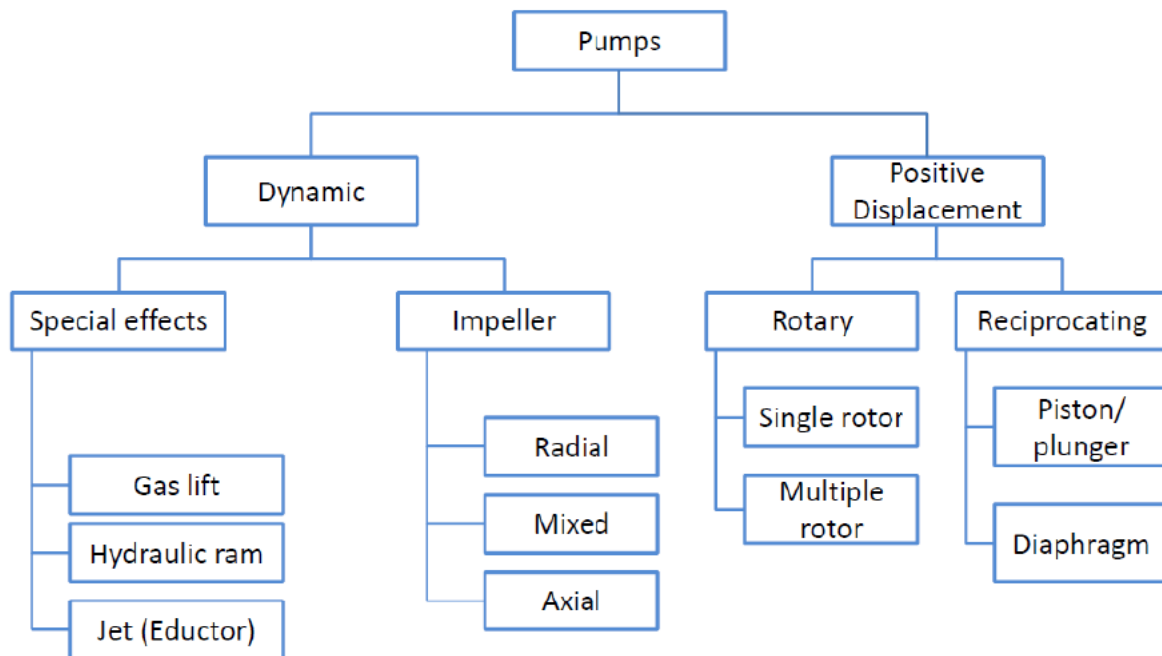 Pumps
Dynamic
Positive
Displacement
Special effects
Impeller
Rotary
Reciprocating
Gas lift
Hydraulic ram
Jet (Eductor)
Radial
Mixed
Axial
Single rotor
Multiple
rotor
Piston/
plunger
Diaphragm